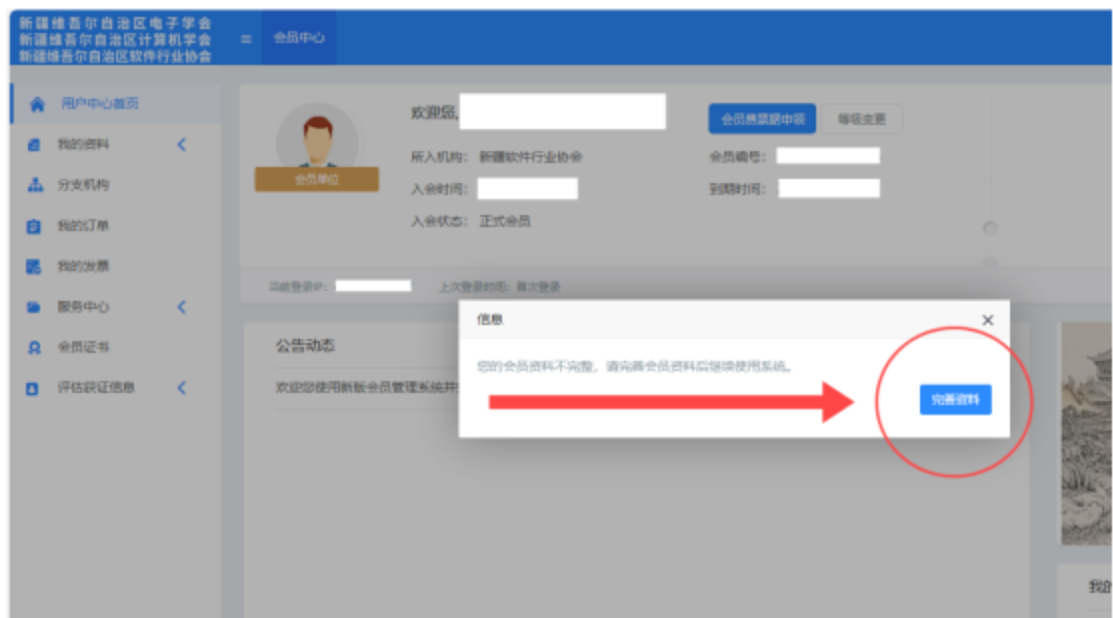 新疆维吾尔自治区电子学会
新疆维吾尔自治区计算机学会
新疆维吾尔自治区软件行业协会
会员中心
用户中心首页
我的资料
分支机构
我的订单
我的发票
服务中心
会员证书
评估获证信息
欢迎您,
会员单位
会员费票据申领
等级变更
所入机构： 新疆软件行业协会
会员编号：
入会时间：
到期时间：
入会状态： 正式会员
当前登录IP：
上次登录时间：首次登录
公告动态
欢迎您使用新版会员管理系统并
信息
您的会员资料不完整，请完善会员资料后继续使用系统。
完善资料
我的